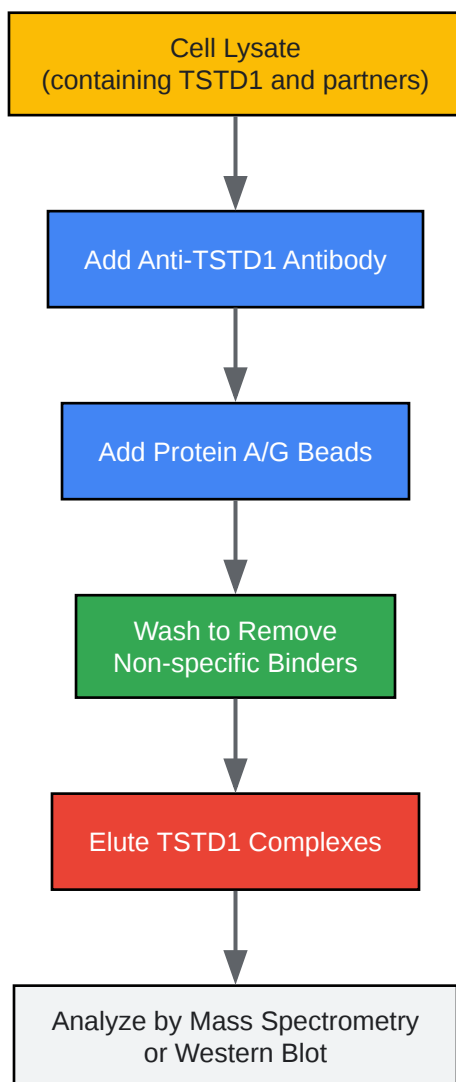 Cell Lysate
(containing TSTD1 and partners)
Add Anti-TSTD1 Antibody
Add Protein A/G Beads
Wash to Remove
Non-specific Binders
Elute TSTD1 Complexes
Analyze by Mass Spectrometry
or Western Blot